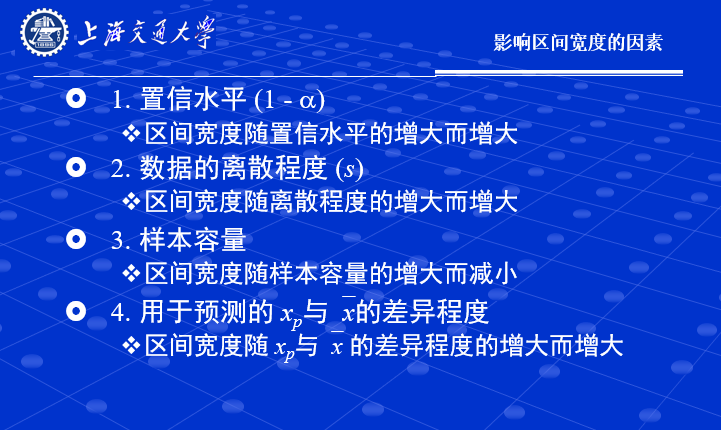 上海交通大学
影响区间宽度的因素
1. 置信水平 (1 - α)
❖区间宽度随置信水平的增大而增大
2. 数据的离散程度 (s)
❖区间宽度随离散程度的增大而增大
3. 样本容量
❖区间宽度随样本容量的增大而减小
4. 用于预测的 xₚ与 x̅的差异程度
❖区间宽度随 xₚ与 x̅ 的差异程度的增大而增大